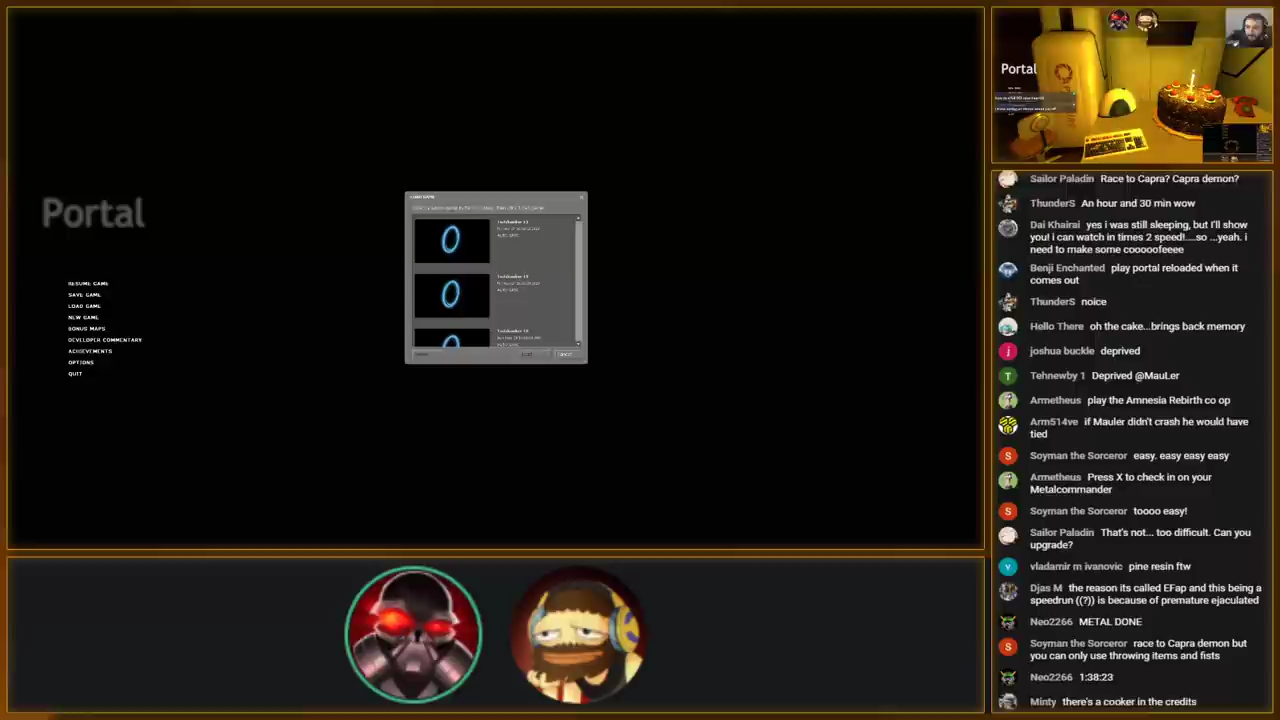 Portal
RESUME GAME
SAVE GAME
LOAD GAME
NEW GAME
BONUS MAPS
DEVELOPER COMMENTARY
ACHIEVEMENTS
OPTIONS
QUIT
LOAD GAME
Cancel
Portal
Sailor Paladin Race to Capra? Capra demon?
ThunderS An hour and 30 min wow
Dai Khairai yes i was still sleeping, but I'll show
you! i can watch in times 2 speed!....so ...yeah. i
need to make some cooooofeeee
Benji Enchanted play portal reloaded when it
comes out
ThunderS noice
Hello There oh the cake...brings back memory
joshua buckle deprived
Tehnewby 1 Deprived @MauLer
Armetheus play the Amnesia Rebirth co op
Arm514ve if Mauler didn't crash he would have
tied
Soyman the Sorceror easy. easy easy easy
Armetheus Press X to check in on your
Metalcommander
Soyman the Sorceror toooo easy!
Sailor Paladin That's not... too difficult. Can you
upgrade?
vladamir m ivanovic pine resin ftw
Djas M the reason its called EFap and this being a
speedrun ((?)) is because of premature ejaculated
Neo2266 METAL DONE
Soyman the Sorceror race to Capra demon but
you can only use throwing items and fists
Neo2266 1:38:23
Minty there's a cooker in the credits